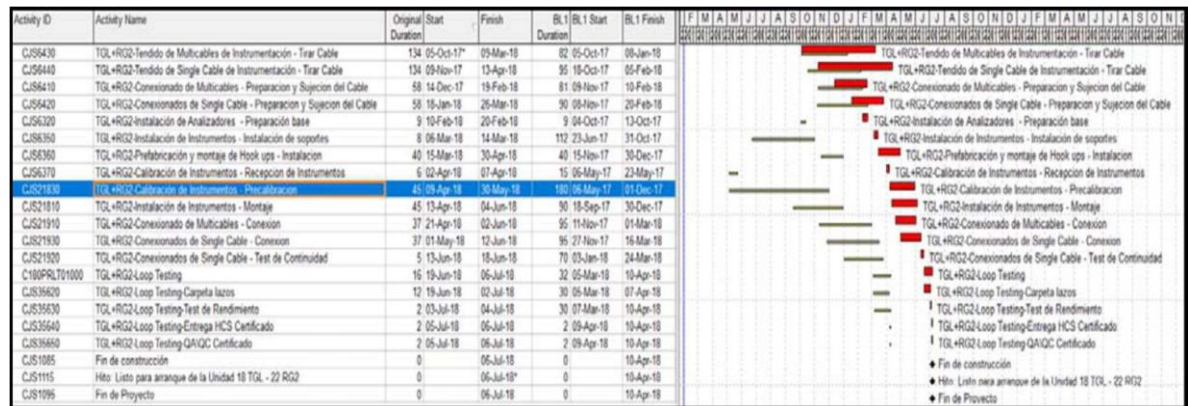 Activity ID Activity Name Original Duration Start Finish BL1 Duration BL1 Start BL1 Finish F M A M J J A S O N D J F M A M J J A S O N D
CJS6430 TGL+RG2-Tendido de Multicables de Instrumentación - Tirar Cable 134 05-Oct-17* 09-Mar-18 82 05-Oct-17 08-Jan-18 TGL+RG2-Tendido de Multicables de Instrumentación - Tirar Cable
CJS6440 TGL+RG2-Tendido de Single Cable de Instrumentación - Tirar Cable 134 09-Nov-17 13-Apr-18 95 18-Oct-17 05-Feb-18 TGL+RG2-Tendido de Single Cable de Instrumentación - Tirar Cable
CJS6410 TGL+RG2-Conexionado de Multicables - Preparacion y Sujecion del Cable 58 14-Dec-17 19-Feb-18 81 09-Nov-17 10-Feb-18 TGL+RG2-Conexionado de Multicables - Preparacion y Sujecion del Cable
CJS6420 TGL+RG2-Conexionados de Single Cable - Preparacion y Sujecion del Cable 58 18-Jan-18 26-Mar-18 90 08-Nov-17 20-Feb-18 TGL+RG2-Conexionados de Single Cable - Preparacion y Sujecion del Cable
CJS6320 TGL+RG2-Instalación de Analizadores - Preparación base 9 10-Feb-18 20-Feb-18 9 04-Oct-17 13-Oct-17 TGL+RG2-Instalación de Analizadores - Preparación base
CJS6350 TGL+RG2-Instalación de Instrumentos - Instalación de soportes 8 06-Mar-18 14-Mar-18 112 23-Jun-17 31-Oct-17 TGL+RG2-Instalación de Instrumentos - Instalación de soportes
CJS6360 TGL+RG2-Prefabricación y montaje de Hook ups - Instalacion 40 15-Mar-18 30-Apr-18 40 15-Nov-17 30-Dec-17 TGL+RG2-Prefabricación y montaje de Hook ups - Instalacion
CJS6370 TGL+RG2-Calibración de Instrumentos - Recepcion de Instrumentos 6 02-Apr-18 07-Apr-18 15 06-May-17 23-May-17 TGL+RG2-Calibración de Instrumentos - Recepcion de Instrumentos
CJS21830 TGL+RG2-Calibración de Instrumentos - Precalibracion 45 09-Apr-18 30-May-18 180 06-May-17 01-Dec-17 TGL+RG2-Calibración de Instrumentos - Precalibracion
CJS21810 TGL+RG2-Instalación de Instrumentos - Montaje 45 13-Apr-18 04-Jun-18 90 18-Sep-17 30-Dec-17 TGL+RG2-Instalación de Instrumentos - Montaje
CJS21910 TGL+RG2-Conexionado de Multicables - Conexion 37 21-Apr-18 02-Jun-18 95 11-Nov-17 01-Mar-18 TGL+RG2-Conexionado de Multicables - Conexion
CJS21930 TGL+RG2-Conexionados de Single Cable - Conexion 37 01-May-18 12-Jun-18 95 27-Nov-17 16-Mar-18 TGL+RG2-Conexionados de Single Cable - Conexion
CJS21920 TGL+RG2-Conexionados de Single Cable - Test de Continuidad 5 13-Jun-18 18-Jun-18 70 03-Jan-18 24-Mar-18 TGL+RG2-Conexionados de Single Cable - Test de Continuidad
C180PRLT01000 TGL+RG2-Loop Testing 16 19-Jun-18 06-Jul-18 32 05-Mar-18 10-Apr-18 TGL+RG2-Loop Testing
CJS35620 TGL+RG2-Loop Testing-Carpeta lazos 12 19-Jun-18 02-Jul-18 30 05-Mar-18 07-Apr-18 TGL+RG2-Loop Testing-Carpeta lazos
CJS35630 TGL+RG2-Loop Testing-Test de Rendimiento 2 03-Jul-18 04-Jul-18 30 07-Mar-18 10-Apr-18 TGL+RG2-Loop Testing-Test de Rendimiento
CJS35640 TGL+RG2-Loop Testing-Entrega HCS Certificado 2 05-Jul-18 06-Jul-18 2 09-Apr-18 10-Apr-18 TGL+RG2-Loop Testing-Entrega HCS Certificado
CJS35650 TGL+RG2-Loop Testing-QA\QC Certificado 2 05-Jul-18 06-Jul-18 2 09-Apr-18 10-Apr-18 TGL+RG2-Loop Testing-QA\QC Certificado
CJS1085 Fin de construcción 0 06-Jul-18 0 10-Apr-18 Fin de construcción
CJS1115 Hito: Listo para arranque de la Unidad 18 TGL - 22 RG2 0 06-Jul-18* 0 10-Apr-18 Hito: Listo para arranque de la Unidad 18 TGL - 22 RG2
CJS1095 Fin de Proyecto 0 06-Jul-18 0 10-Apr-18 Fin de Proyecto